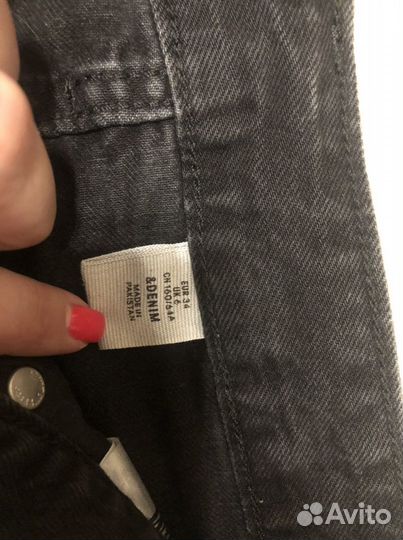 EUR 34
UK 6
CN 160/64A
&DENIM
MADE IN
PAKISTAN
Avito